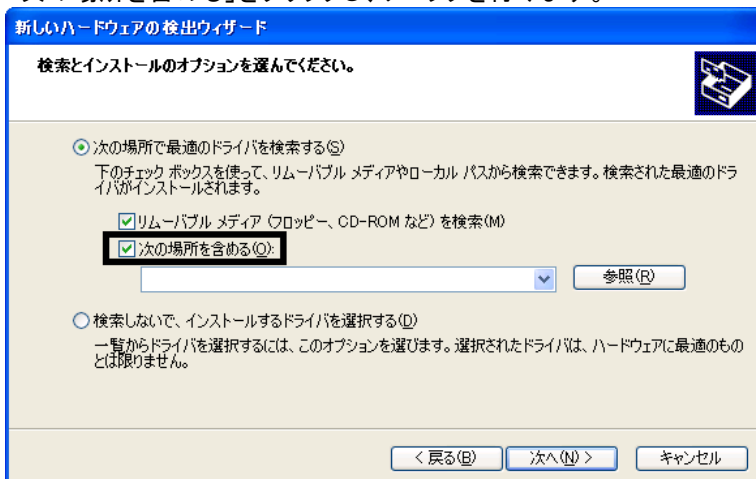 新しいハードウェアの検出ウィザード
検索とインストールのオプションを選んでください。
次の場所で最適のドライバを検索する(S)
下のチェック ボックスを使って、リムーバブル メディアやローカル パスから検索できます。検索された最適のドラ
イバがインストールされます。
リムーバブル メディア (フロッピー、CD-ROM など) を検索(M)
次の場所を含める(O):
参照(R)
検索しないで、インストールするドライバを選択する(D)
一覧からドライバを選択するには、このオプションを選びます。選択されたドライバは、ハードウェアに最適のもの
とは限りません。
< 戻る(B)
次へ(N) >
キャンセル